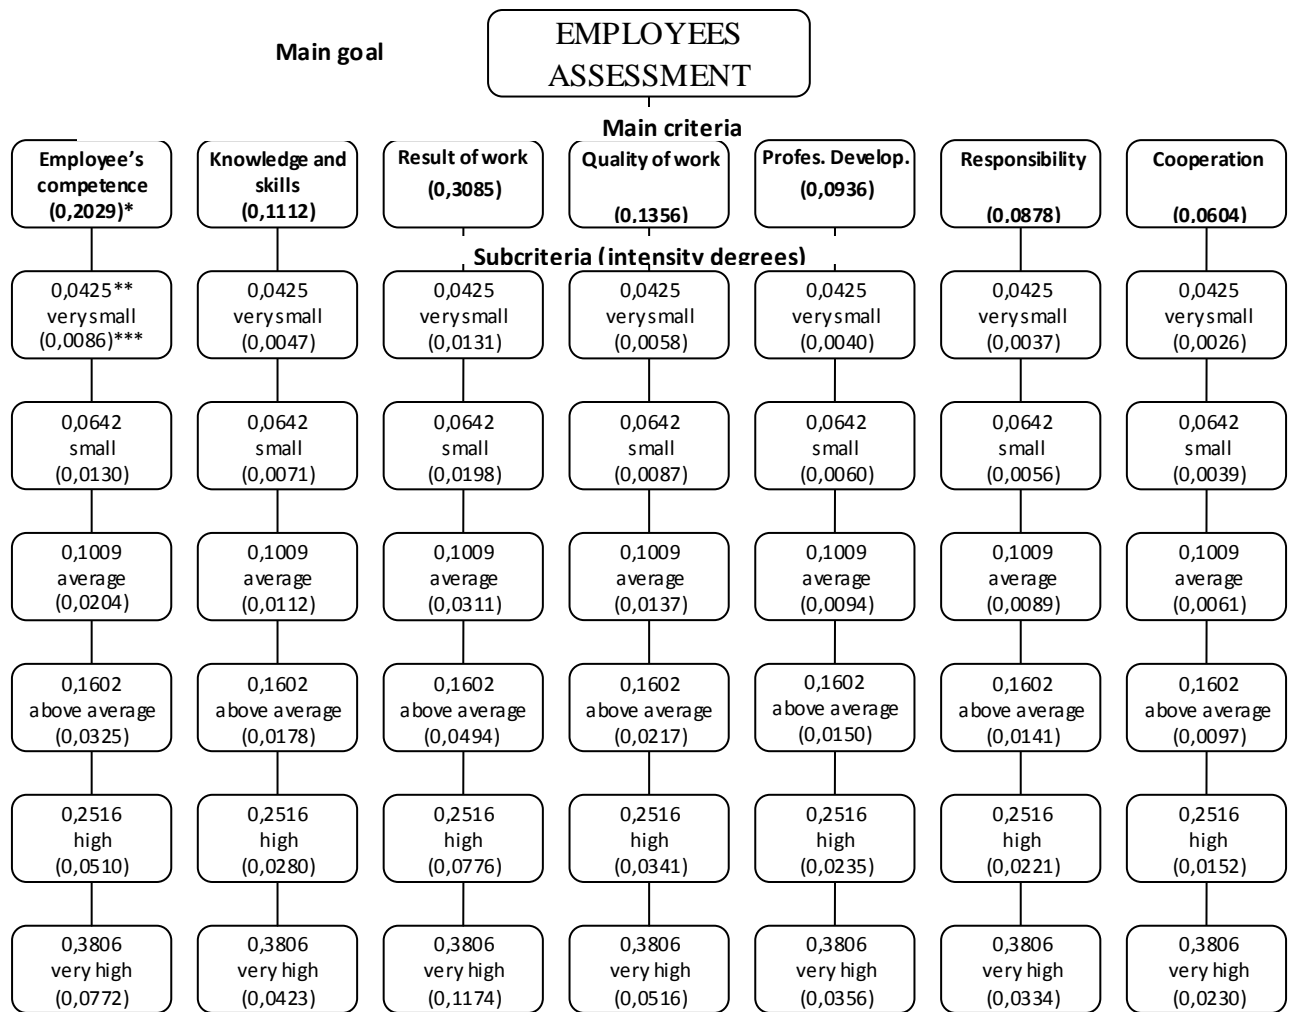 Main goal
EMPLOYEES
ASSESSMENT
Main criteria
Employee’s
competence
(0,2029)*
Knowledge and
skills
(0,1112)
Result of work
(0,3085)
Quality of work
(0,1356)
Profes. Develop.
(0,0936)
Responsibility
(0,0878)
Cooperation
(0,0604)
Subcriteria (intensity degrees)
0,0425**
very small
(0,0086)***
0,0425
very small
(0,0047)
0,0425
very small
(0,0131)
0,0425
very small
(0,0058)
0,0425
very small
(0,0040)
0,0425
very small
(0,0037)
0,0425
very small
(0,0026)
0,0642
small
(0,0130)
0,0642
small
(0,0071)
0,0642
small
(0,0198)
0,0642
small
(0,0087)
0,0642
small
(0,0060)
0,0642
small
(0,0056)
0,0642
small
(0,0039)
0,1009
average
(0,0204)
0,1009
average
(0,0112)
0,1009
average
(0,0311)
0,1009
average
(0,0137)
0,1009
average
(0,0094)
0,1009
average
(0,0089)
0,1009
average
(0,0061)
0,1602
above average
(0,0325)
0,1602
above average
(0,0178)
0,1602
above average
(0,0494)
0,1602
above average
(0,0217)
0,1602
above average
(0,0150)
0,1602
above average
(0,0141)
0,1602
above average
(0,0097)
0,2516
high
(0,0510)
0,2516
high
(0,0280)
0,2516
high
(0,0776)
0,2516
high
(0,0341)
0,2516
high
(0,0235)
0,2516
high
(0,0221)
0,2516
high
(0,0152)
0,3806
very high
(0,0772)
0,3806
very high
(0,0423)
0,3806
very high
(0,1174)
0,3806
very high
(0,0516)
0,3806
very high
(0,0356)
0,3806
very high
(0,0334)
0,3806
very high
(0,0230)